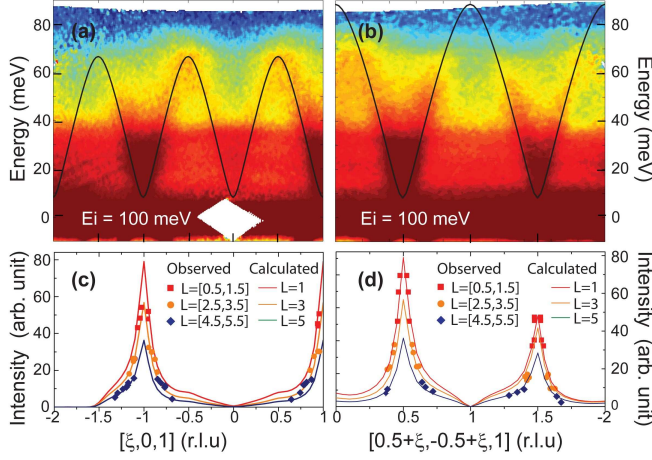 80
60
40
20
0
Energy (meV)
(a)
Ei = 100 meV
(b)
Ei = 100 meV
80
60
40
20
0
Energy (meV)
80
60
40
20
0
Intensity (arb. unit)
(c)
Observed Calculated
L=[0.5,1.5] L=1
L=[2.5,3.5] L=3
L=[4.5,5.5] L=5
-2 -1.5 -1 -0.5 0 0.5 1
[ξ,0,1] (r.l.u)
(d)
Observed Calculated
L=[0.5,1.5] L=1
L=[2.5,3.5] L=3
L=[4.5,5.5] L=5
80
60
40
20
0
Intensity (arb. unit)
0 0.5 1 1.5 -2
[0.5+ξ,-0.5+ξ,1] (r.l.u)